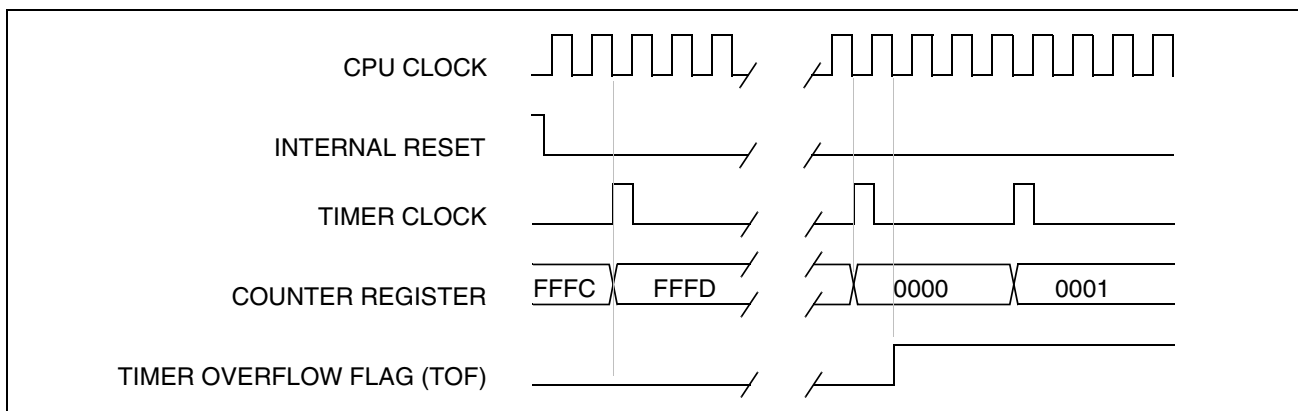 CPU CLOCK
INTERNAL RESET
TIMER CLOCK
COUNTER REGISTER FFFC FFFD 0000 0001
TIMER OVERFLOW FLAG (TOF)